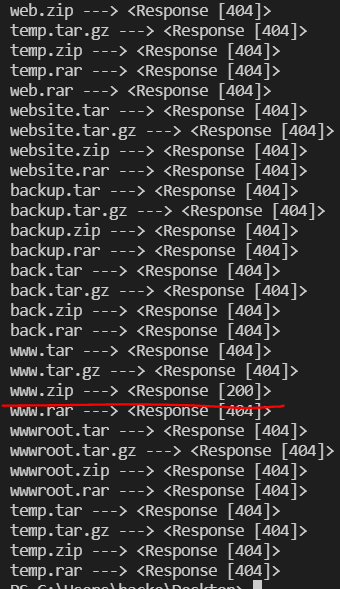 web.zip ---> <Response [404]>
temp.tar.gz ---> <Response [404]>
temp.zip ---> <Response [404]>
temp.rar ---> <Response [404]>
web.rar ---> <Response [404]>
website.tar ---> <Response [404]>
website.tar.gz ---> <Response [404]>
website.zip ---> <Response [404]>
website.rar ---> <Response [404]>
backup.tar ---> <Response [404]>
backup.tar.gz ---> <Response [404]>
backup.zip ---> <Response [404]>
backup.rar ---> <Response [404]>
back.tar ---> <Response [404]>
back.tar.gz ---> <Response [404]>
back.zip ---> <Response [404]>
back.rar ---> <Response [404]>
www.tar ---> <Response [404]>
www.tar.gz ---> <Response [404]>
www.zip ---> <Response [200]>
www.rar ---> <Response [404]>
wwwroot.tar ---> <Response [404]>
wwwroot.tar.gz ---> <Response [404]>
wwwroot.zip ---> <Response [404]>
wwwroot.rar ---> <Response [404]>
temp.tar ---> <Response [404]>
temp.tar.gz ---> <Response [404]>
temp.zip ---> <Response [404]>
temp.rar ---> <Response [404]>
PS C:\Users\hacke\Desktop>